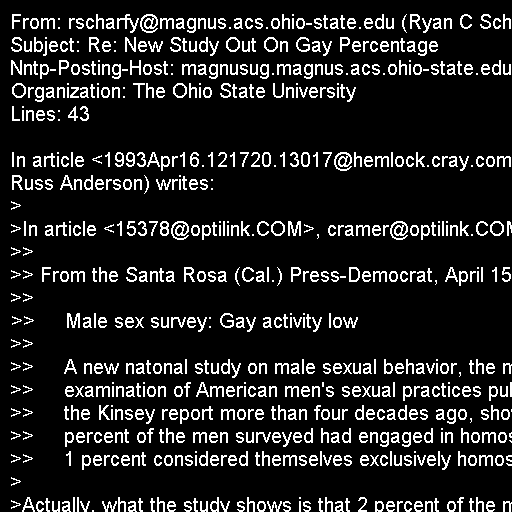 From: rscharfy@magnus.acs.ohio-state.edu (Ryan C Sch
Subject: Re: New Study Out On Gay Percentage
Nntp-Posting-Host: magnusug.magnus.acs.ohio-state.edu
Organization: The Ohio State University
Lines: 43

In article <1993Apr16.121720.13017@hemlock.cray.com
Russ Anderson) writes:
>
>In article <15378@optilink.COM>, cramer@optilink.COM
>>
>> From the Santa Rosa (Cal.) Press-Democrat, April 15
>>
>>      Male sex survey: Gay activity low
>>
>>      A new natonal study on male sexual behavior, the m
>>      examination of American men's sexual practices pul
>>      the Kinsey report more than four decades ago, sho
>>      percent of the men surveyed had engaged in homos
>>      1 percent considered themselves exclusively homos
>
>Actually, what the study shows is that 2 percent of the m